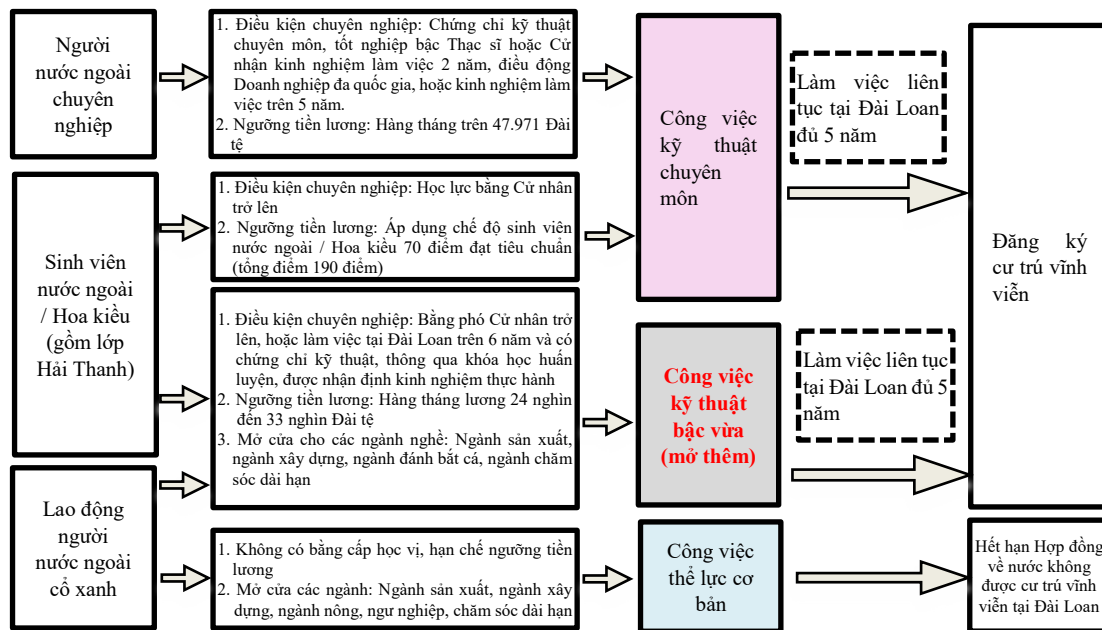 Người
nước ngoài
chuyên
nghiệp
1. Điều kiện chuyên nghiệp: Chứng chỉ kỹ thuật
chuyên môn, tốt nghiệp bậc Thạc sĩ hoặc Cử
nhân kinh nghiệm làm việc 2 năm, điều động
Doanh nghiệp đa quốc gia, hoặc kinh nghiệm làm
việc trên 5 năm.
2. Ngưỡng tiền lương: Hàng tháng trên 47.971 Đài
tệ
Công việc
kỹ thuật
chuyên
môn
Làm việc liên
tục tại Đài Loan
đủ 5 năm
Đăng ký
cư trú vĩnh
viễn
Sinh viên
nước ngoài
/ Hoa kiều
(gồm lớp
Hải Thanh)
1. Điều kiện chuyên nghiệp: Học lực bằng Cử nhân
trở lên
2. Ngưỡng tiền lương: Áp dụng chế độ sinh viên
nước ngoài / Hoa kiều 70 điểm đạt tiêu chuẩn
(tổng điểm 190 điểm)
1. Điều kiện chuyên nghiệp: Bằng phó Cử nhân trở
lên, hoặc làm việc tại Đài Loan trên 6 năm và có
chứng chỉ kỹ thuật, thông qua khóa học huấn
luyện, được nhận định kinh nghiệm thực hành
2. Ngưỡng tiền lương: Hàng tháng lương 24 nghìn
đến 33 nghìn Đài tệ
3. Mở cửa cho các ngành nghề: Ngành sản xuất,
ngành xây dựng, ngành đánh bắt cá, ngành chăm
sóc dài hạn
Công việc
kỹ thuật
bậc vừa
(mở thêm)
Làm việc liên tục
tại Đài Loan đủ 5
năm
Lao động
người
nước ngoài
cổ xanh
1. Không có bằng cấp học vị, hạn chế ngưỡng tiền
lương
2. Mở cửa các ngành: Ngành sản xuất, ngành xây
dựng, ngành nông, ngư nghiệp, chăm sóc dài hạn
Công việc
thể lực cơ
bản
Hết hạn Hợp đồng
về nước không
được cư trú vĩnh
viễn tại Đài Loan